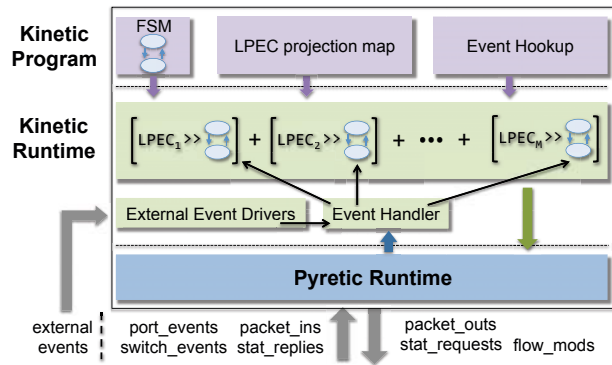 Kinetic
Program
FSM
LPEC projection map
Event Hookup
Kinetic
Runtime
[LPEC₁ >> ] + [LPEC₂ >> ] + + ••• + [LPEC_M >> ]
External Event Drivers
Event Handler
Pyretic Runtime
external
events
port_events
switch_events
packet_ins
stat_replies
packet_outs
stat_requests
flow_mods